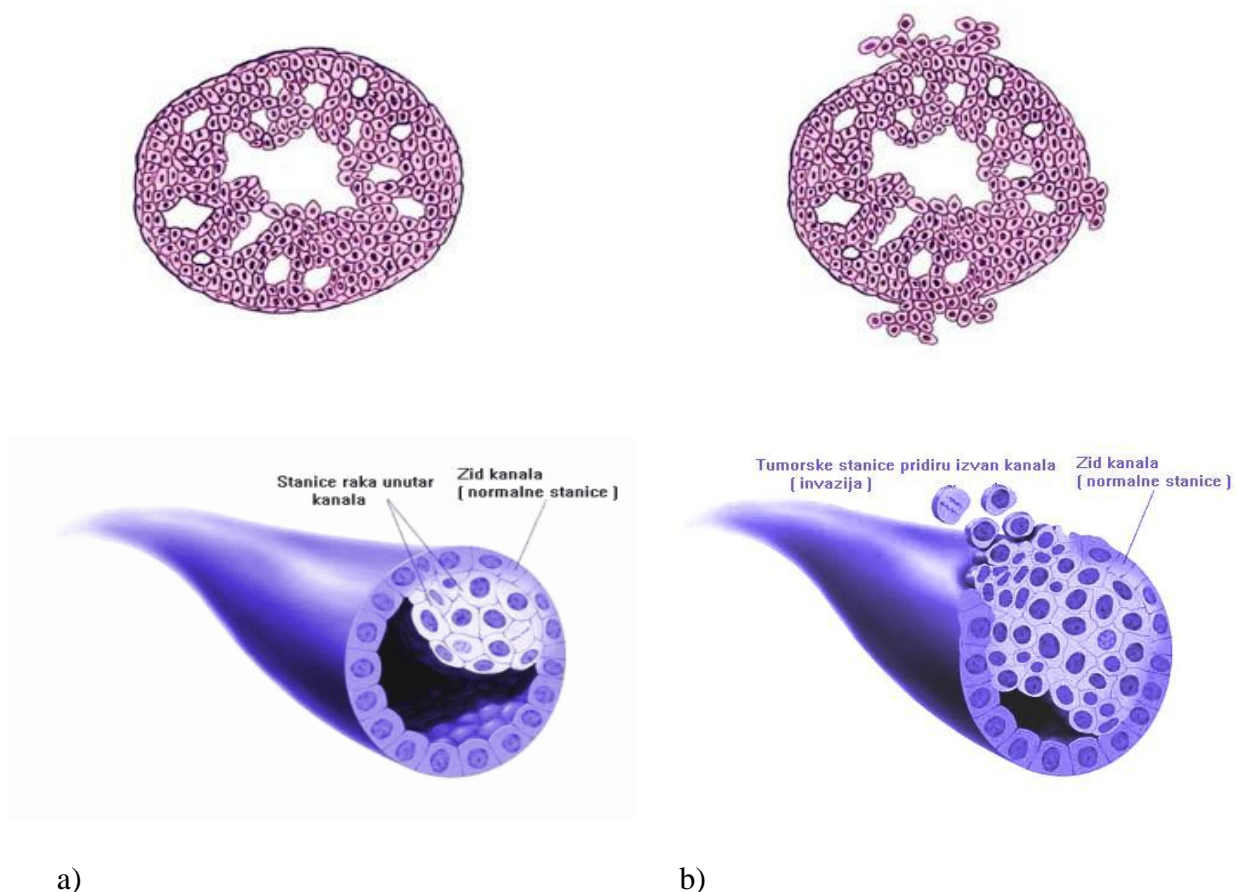 Stanice raka unutar
kanala
Zid kanala
( normalne stanice )
Tumorske stanice pridiru izvan kanala
( invazija )
Zid kanala
( normalne stanice )
a)
b)